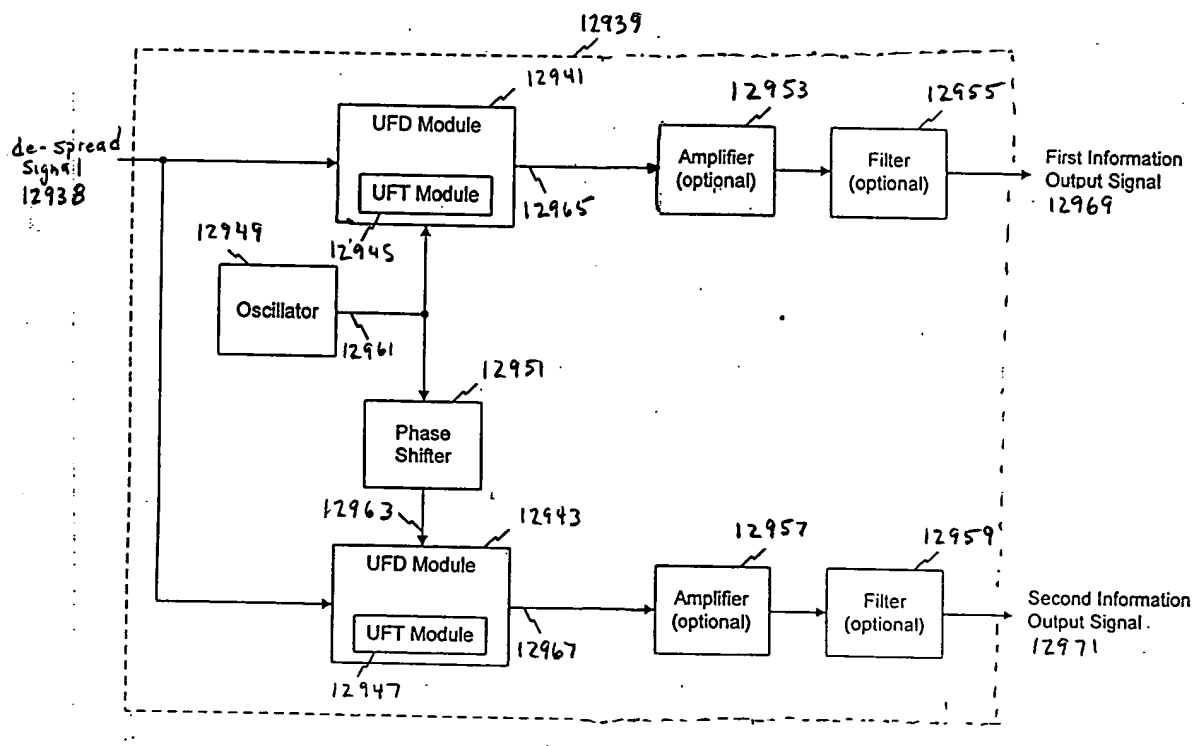 12939
12941
12953
12955
UFD Module
de-spread
Signal
12938
Amplifier
(optional)
Filter
(optional)
First Information
Output Signal
12969
UFT Module
12965
12945
12949
Oscillator
12961
12951
Phase
Shifter
12963
12943
12957
12959
UFD Module
Amplifier
(optional)
Filter
(optional)
Second Information
Output Signal
12971
UFT Module
12967
12947